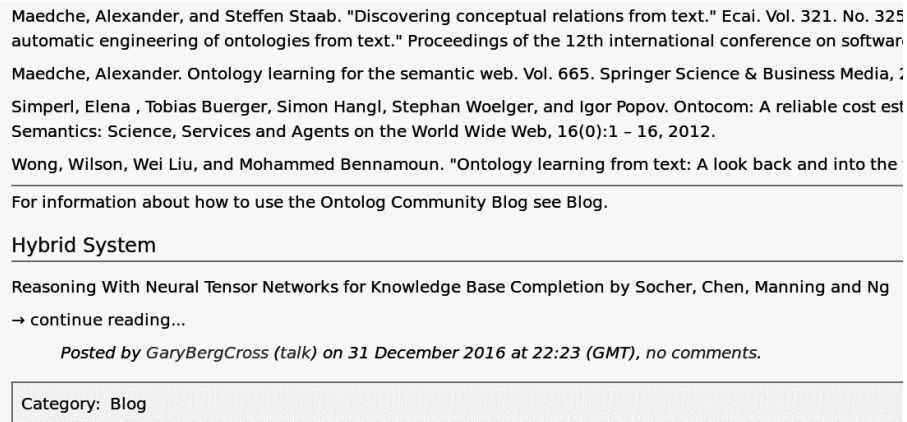 Maedche, Alexander, and Steffen Staab. "Discovering conceptual relations from text." Ecai. Vol. 321. No. 325
automatic engineering of ontologies from text." Proceedings of the 12th international conference on softwar
Maedche, Alexander. Ontology learning for the semantic web. Vol. 665. Springer Science & Business Media,
Simperl, Elena , Tobias Buerger, Simon Hangl, Stephan Woelger, and Igor Popov. Ontocom: A reliable cost est
Semantics: Science, Services and Agents on the World Wide Web, 16(0):1 – 16, 2012.
Wong, Wilson, Wei Liu, and Mohammed Bennamoun. "Ontology learning from text: A look back and into the
For information about how to use the Ontolog Community Blog see Blog.
Hybrid System
Reasoning With Neural Tensor Networks for Knowledge Base Completion by Socher, Chen, Manning and Ng
→ continue reading...
Posted by GaryBergCross (talk) on 31 December 2016 at 22:23 (GMT), no comments.
Category: Blog